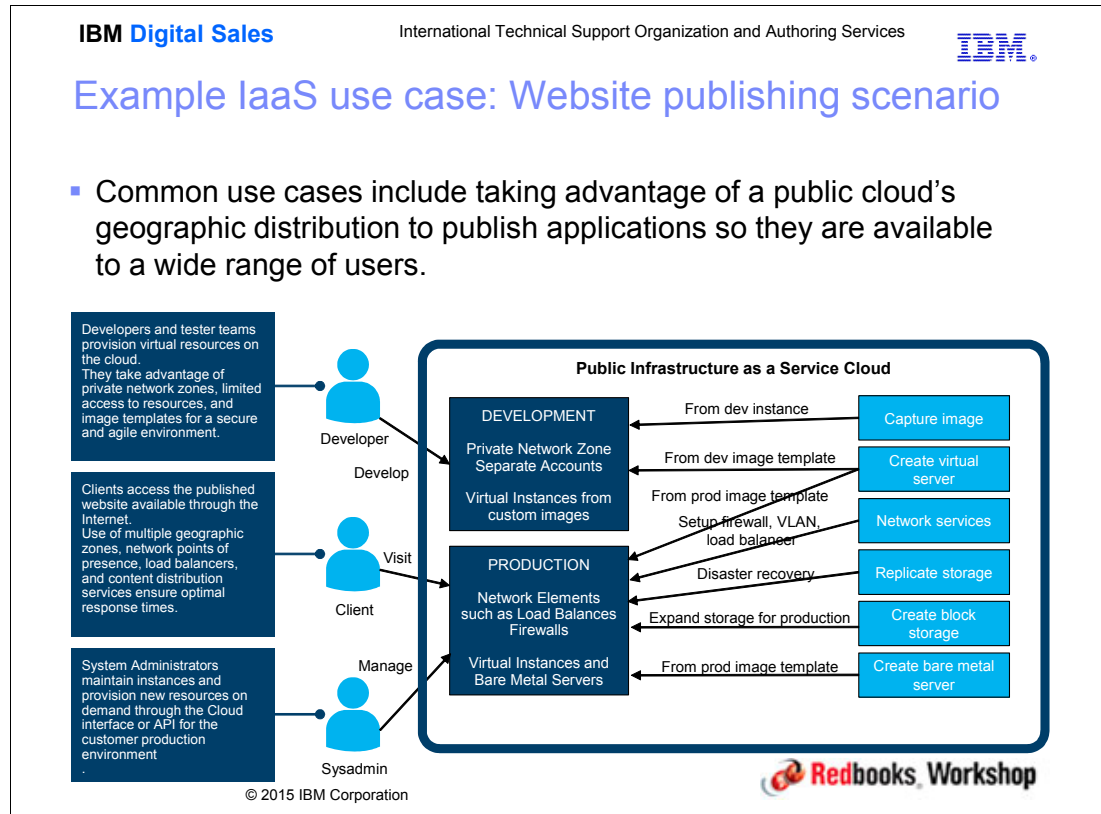 IBM Digital Sales
International Technical Support Organization and Authoring Services
IBM®
Example IaaS use case: Website publishing scenario
▪ Common use cases include taking advantage of a public cloud's
geographic distribution to publish applications so they are available
to a wide range of users.
Developers and tester teams
provision virtual resources on
the cloud.
They take advantage of
private network zones, limited
access to resources, and
image templates for a secure
and agile environment.
Developer
Develop
Clients access the published
website available through the
Internet.
Use of multiple geographic
zones, network points of
presence, load balancers,
and content distribution
services ensure optimal
response times.
Visit
Client
System Administrators
maintain instances and
provision new resources on
demand through the Cloud
interface or API for the
customer production
environment
.
Manage
Sysadmin
Public Infrastructure as a Service Cloud
DEVELOPMENT
Private Network Zone
Separate Accounts
Virtual Instances from
custom images
PRODUCTION
Network Elements
such as Load Balances
Firewalls
Virtual Instances and
Bare Metal Servers
From dev instance
From dev image template
From prod image template
Setup firewall, VLAN,
load balancer
Disaster recovery
Expand storage for production
From prod image template
Capture image
Create virtual
server
Network services
Replicate storage
Create block
storage
Create bare metal
server
© 2015 IBM Corporation
Redbooks® Workshop